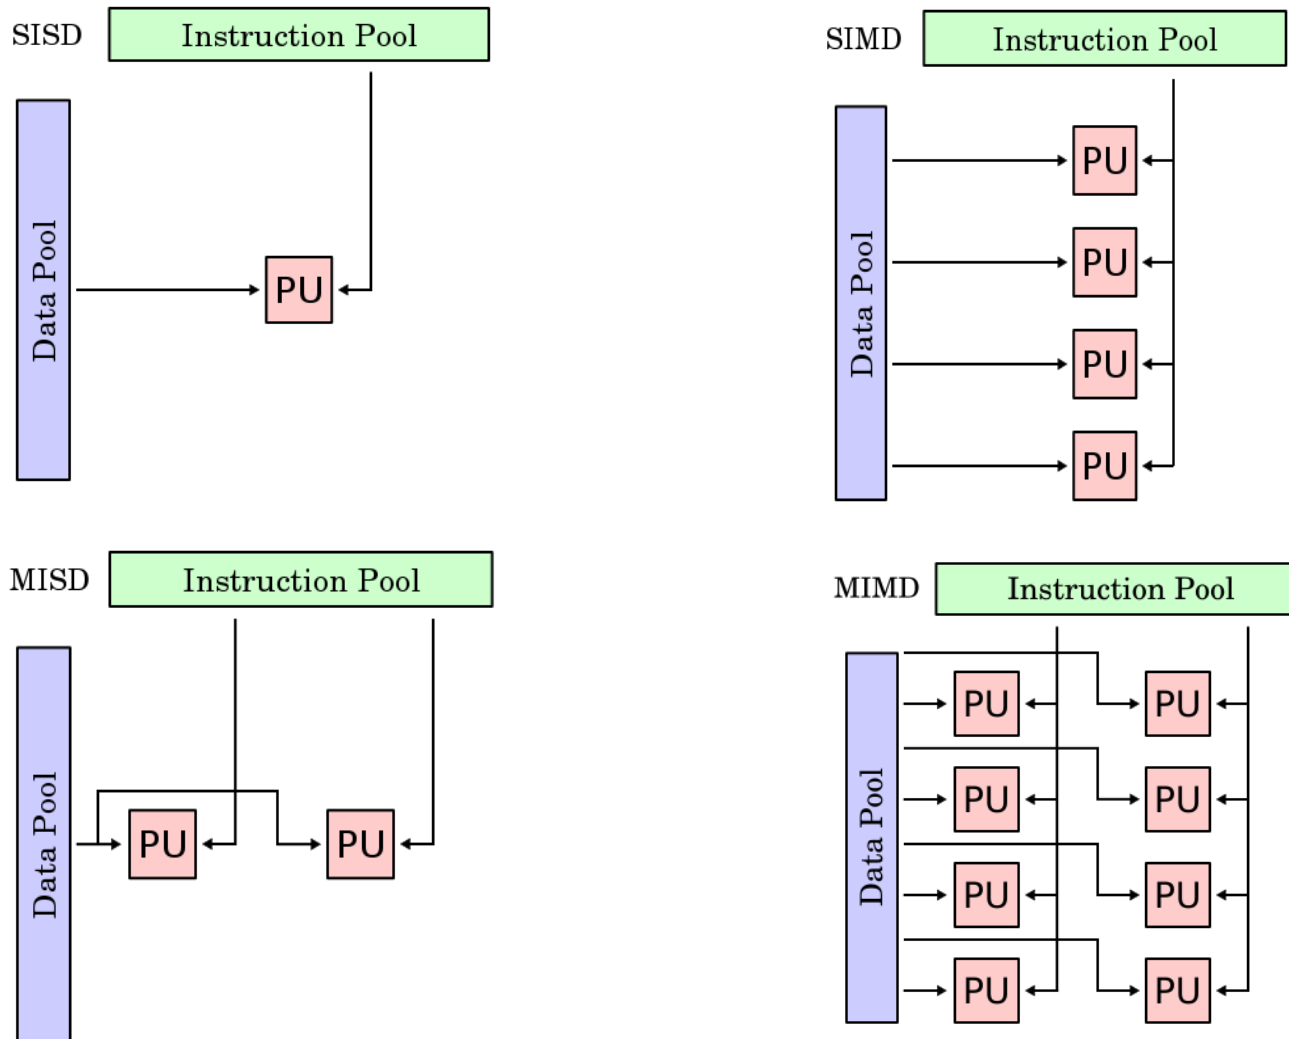 SISD Instruction Pool
Data Pool
PU
SIMD Instruction Pool
Data Pool
PU
PU
PU
PU
MISD Instruction Pool
Data Pool
PU PU
MIMD Instruction Pool
Data Pool
PU PU
PU PU
PU PU
PU PU